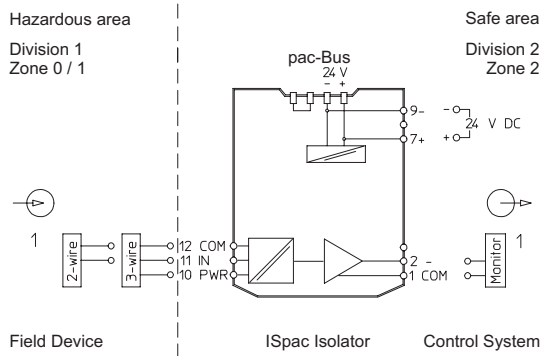 Hazardous area
Safe area
Division 1
Zone 0 / 1
Division 2
Zone 2
pac-Bus
24 V
- +
9-
-
24 V DC
7+
+
1
1
2-wire
3-wire
12 COM
11 IN
10 PWR
2 -
1 COM
Monitor
Field Device
ISpac Isolator
Control System